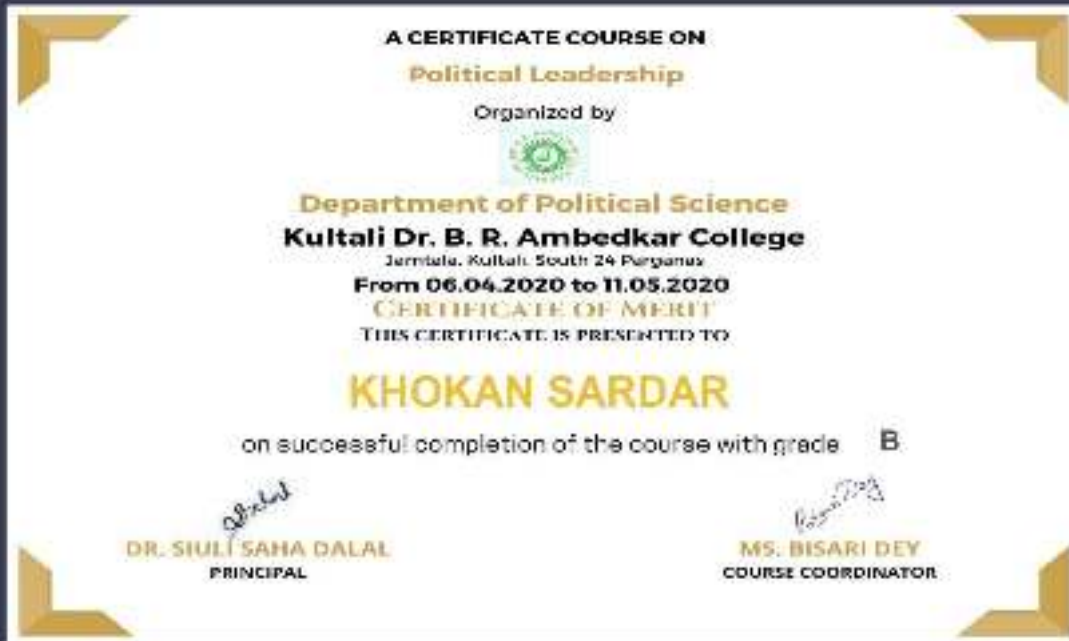 A CERTIFICATE COURSE ON
Political Leadership
Organized by
Department of Political Science
Kultali Dr. B. R. Ambedkar College
Jamtala, Kultali, South 24 Parganas
From 06.04.2020 to 11.05.2020
CERTIFICATE OF MERIT
THIS CERTIFICATE IS PRESENTED TO
KHOKAN SARDAR
on successful completion of the course with grade B
DR. SIULI SAHA DALAL
PRINCIPAL
MS. BISARI DEY
COURSE COORDINATOR